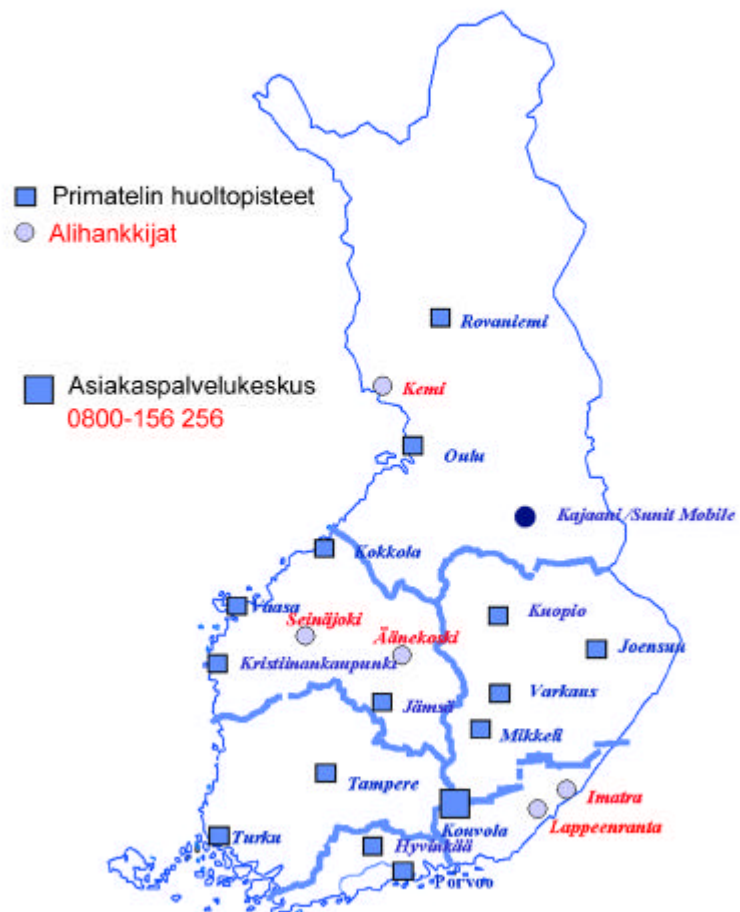 Primatelin huoltopisteet
Alihankkijat
Rovaniemi
Asiakaspalvelukeskus
0800-156 256
Kemi
Oulu
Kajaani /Sunit Mobile
Kokkola
Vaasa
Kuopio
Seinäjoki
Äänekoski
Joensuu
Kristiinankaupunki
Varkaus
Jämsä
Mikkeli
Tampere
Imatra
Kouvola
Lappeenranta
Turku
Hyvinkää
Porvoo